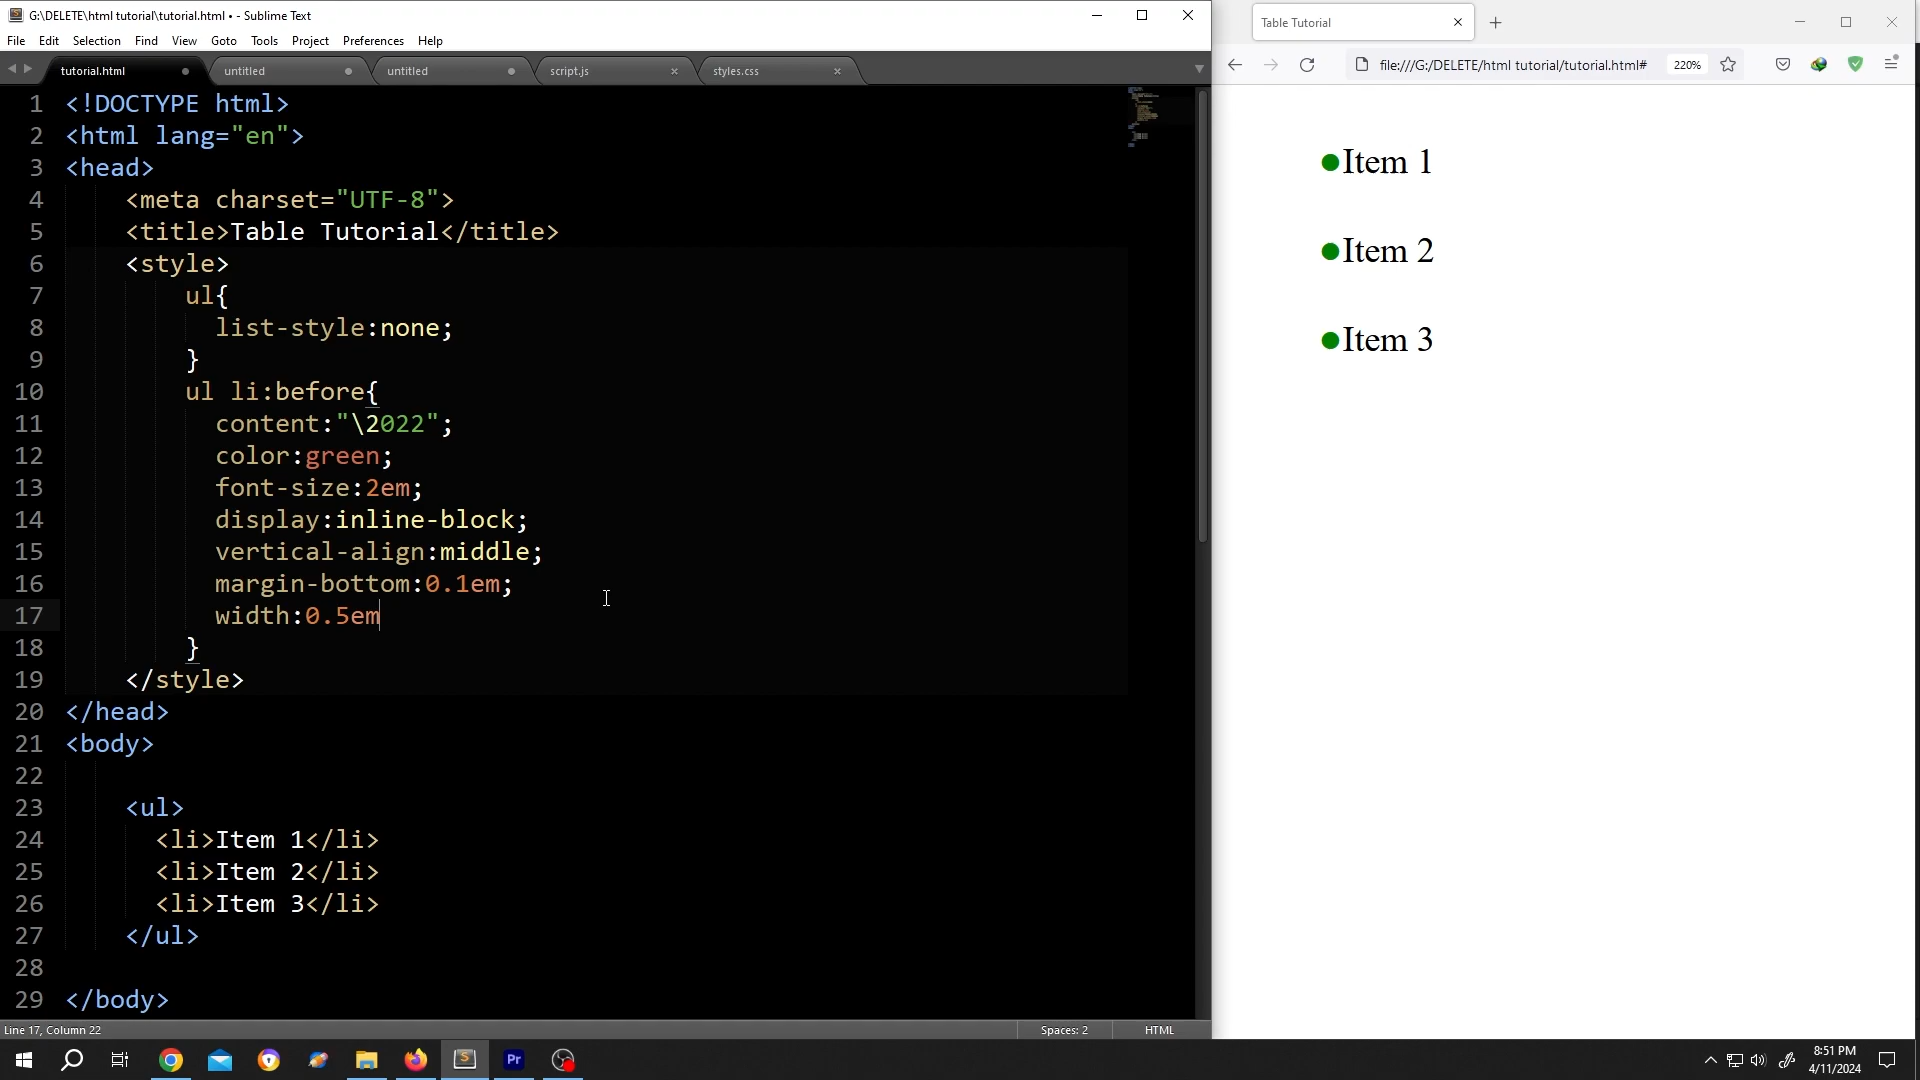 G:\DELETE\html tutorial\tutorial.html • - Sublime Text
File Edit Selection Find View Goto Tools Project Preferences Help
tutorial.html untitled untitled script.js styles.css
1 <!DOCTYPE html>
2 <html lang="en">
3 <head>
4 <meta charset="UTF-8">
5 <title>Table Tutorial</title>
6 <style>
7 ul{
8 list-style:none;
9 }
10 ul li:before{
11 content:"\2022";
12 color:green;
13 font-size:2em;
14 display:inline-block;
15 vertical-align:middle;
16 margin-bottom:0.1em;
17 width:0.5em
18 }
19 </style>
20 </head>
21 <body>
22
23 <ul>
24 <li>Item 1</li>
25 <li>Item 2</li>
26 <li>Item 3</li>
27 </ul>
28
29 </body>
Line 17, Column 22
Spaces: 2 HTML
Table Tutorial
file:///G:/DELETE/html tutorial/tutorial.html# 220%
●Item 1
●Item 2
●Item 3
S Pr
8:51 PM
4/11/2024